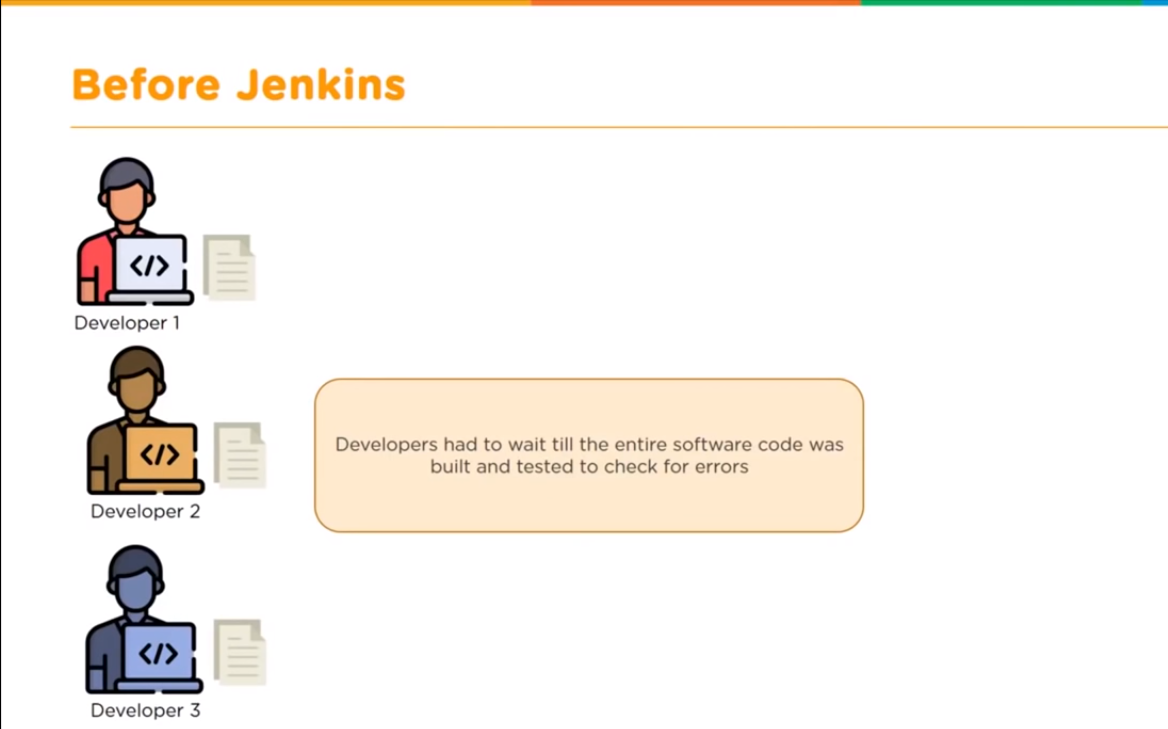 Before Jenkins
</>
Developer 1
</>
Developer 2
Developers had to wait till the entire software code was
built and tested to check for errors
</>
Developer 3